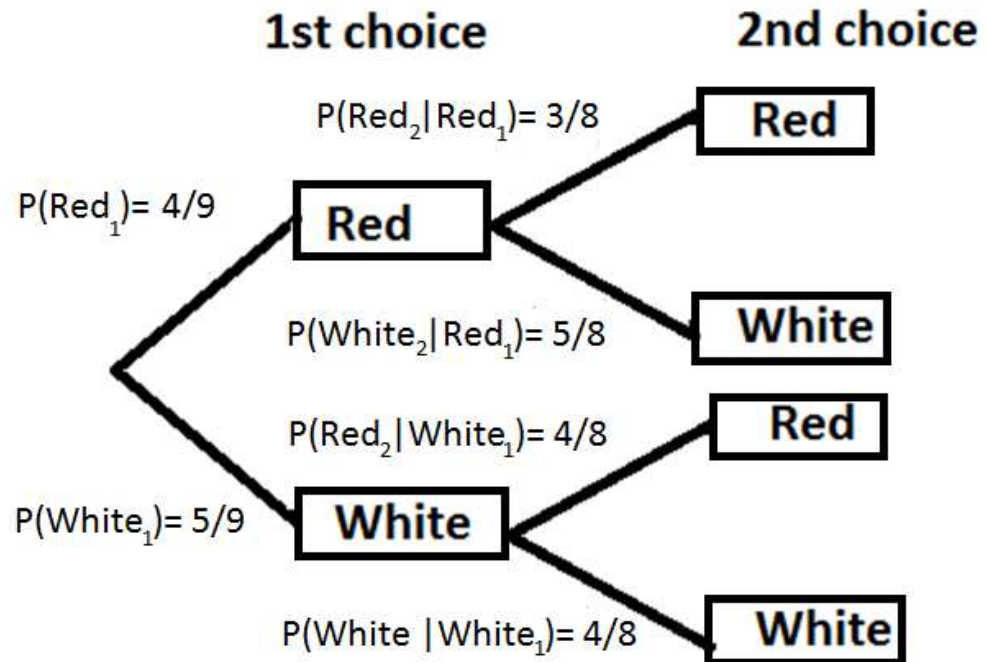 1st choice
2nd choice
P(Red₂|Red₁)= 3/8
Red
P(Red₁)= 4/9
Red
P(White₂|Red₁)= 5/8
White
P(Red₂|White₁)= 4/8
Red
P(White₁)= 5/9
White
P(White |White₁)= 4/8
White